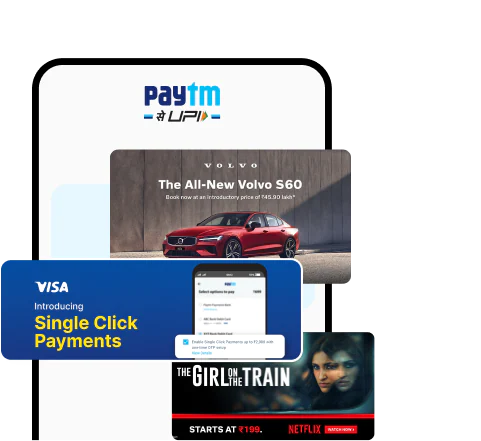 paytm
से UPI
VOLVO
The All-New Volvo S60
Book now at an introductory price of ₹45.90 lakh*
VISA
Introducing
Single Click
Payments
paytm
Select options to pay
Enable Single Click Payments up to ₹2,000 with
one time OTP setup
THE GIRL ON THE TRAIN
STARTS AT ₹199.
NETFLIX
WATCH NOW